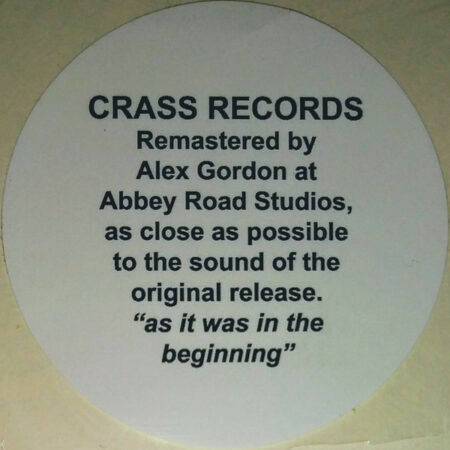 CRASS RECORDS
Remastered by
Alex Gordon at
Abbey Road Studios,
as close as possible
to the sound of the
original release.
“as it was in the
beginning”